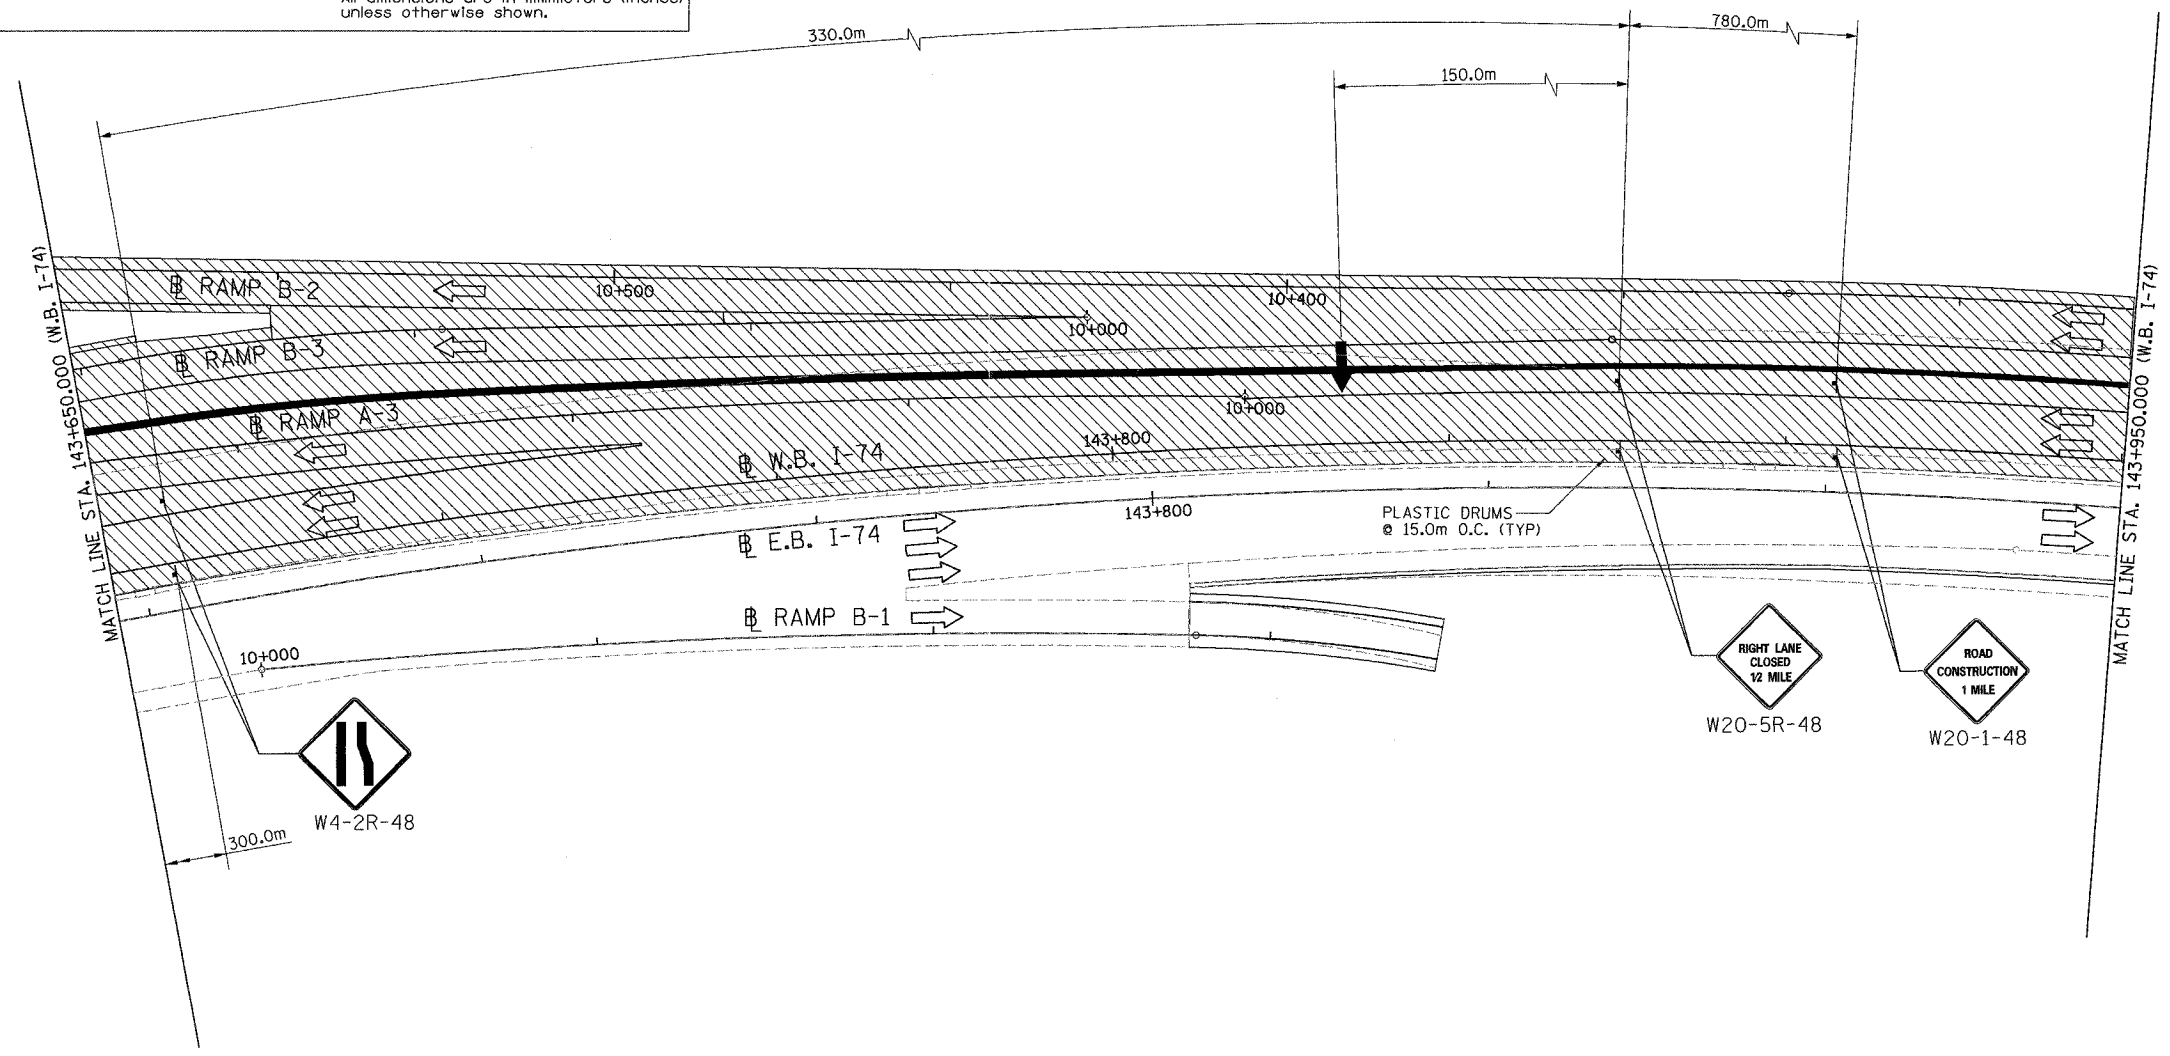 unless otherwise shown.
330.0m
780.0m
150.0m
MATCH LINE STA. 143+650.000 (W.B. I-74)
℄ RAMP B-2
10+500
10+400
10+000
℄ RAMP B-3
℄ RAMP A-3
10+000
143+800
℄ W.B. I-74
PLASTIC DRUMS
@ 15.0m O.C. (TYP)
143+800
℄ E.B. I-74
℄ RAMP B-1
10+000
MATCH LINE STA. 143+950.000 (W.B. I-74)
RIGHT LANE
CLOSED
1/2 MILE
W20-5R-48
ROAD
CONSTRUCTION
1 MILE
W20-1-48
W4-2R-48
300.0m